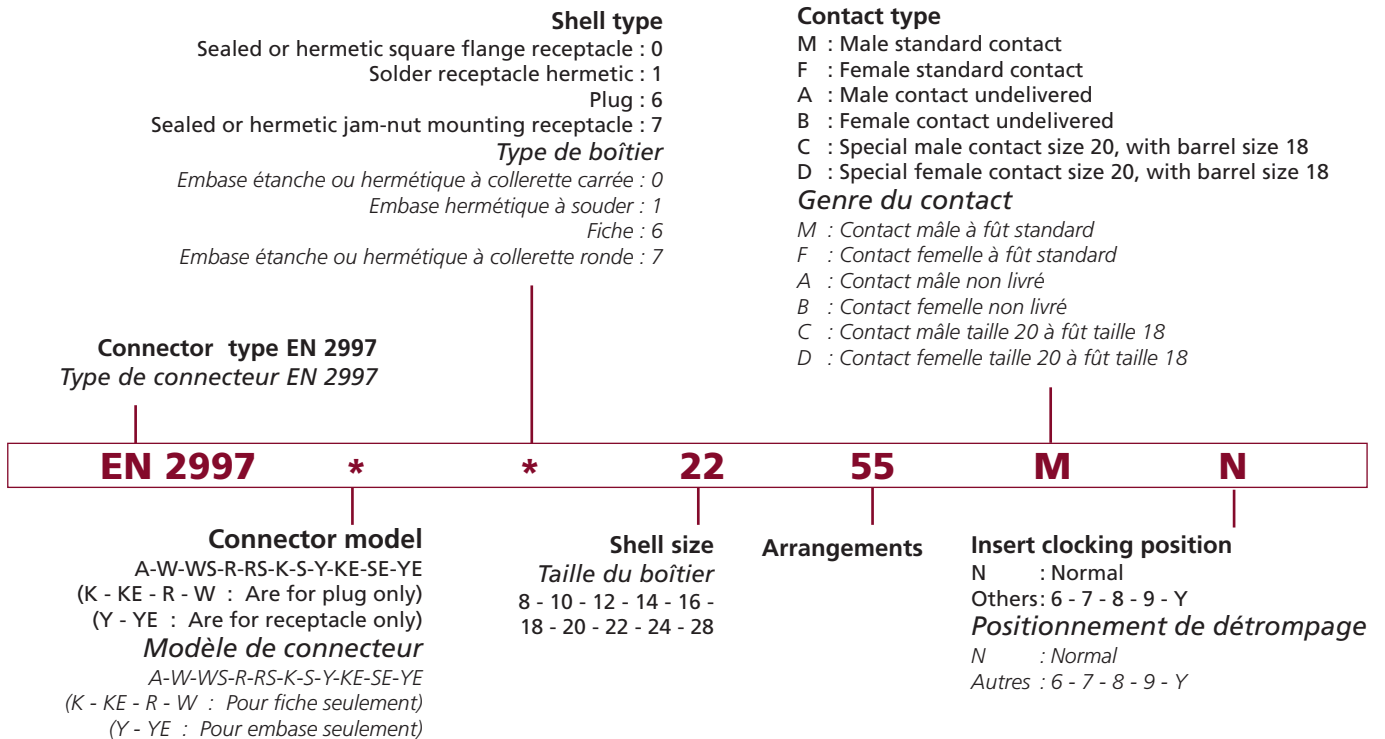 Shell type
Sealed or hermetic square flange receptacle : 0
Solder receptacle hermetic : 1
Plug : 6
Sealed or hermetic jam-nut mounting receptacle : 7
Type de boîtier
Embase étanche ou hermétique à collerette carrée : 0
Embase hermétique à souder : 1
Fiche : 6
Embase étanche ou hermétique à collerette ronde : 7
Contact type
M : Male standard contact
F : Female standard contact
A : Male contact undelivered
B : Female contact undelivered
C : Special male contact size 20, with barrel size 18
D : Special female contact size 20, with barrel size 18
Genre du contact
M : Contact mâle à fût standard
F : Contact femelle à fût standard
A : Contact mâle non livré
B : Contact femelle non livré
C : Contact mâle taille 20 à fût taille 18
D : Contact femelle taille 20 à fût taille 18
Connector type EN 2997
Type de connecteur EN 2997
EN 2997 * * 22 55 M N
Connector model
A-W-WS-R-RS-K-S-Y-KE-SE-YE
(K - KE - R - W : Are for plug only)
(Y - YE : Are for receptacle only)
Modèle de connecteur
A-W-WS-R-RS-K-S-Y-KE-SE-YE
(K - KE - R - W : Pour fiche seulement)
(Y - YE : Pour embase seulement)
Shell size
Taille du boîtier
8 - 10 - 12 - 14 - 16 -
18 - 20 - 22 - 24 - 28
Arrangements
Insert clocking position
N : Normal
Others: 6 - 7 - 8 - 9 - Y
Positionnement de détrompage
N : Normal
Autres : 6 - 7 - 8 - 9 - Y